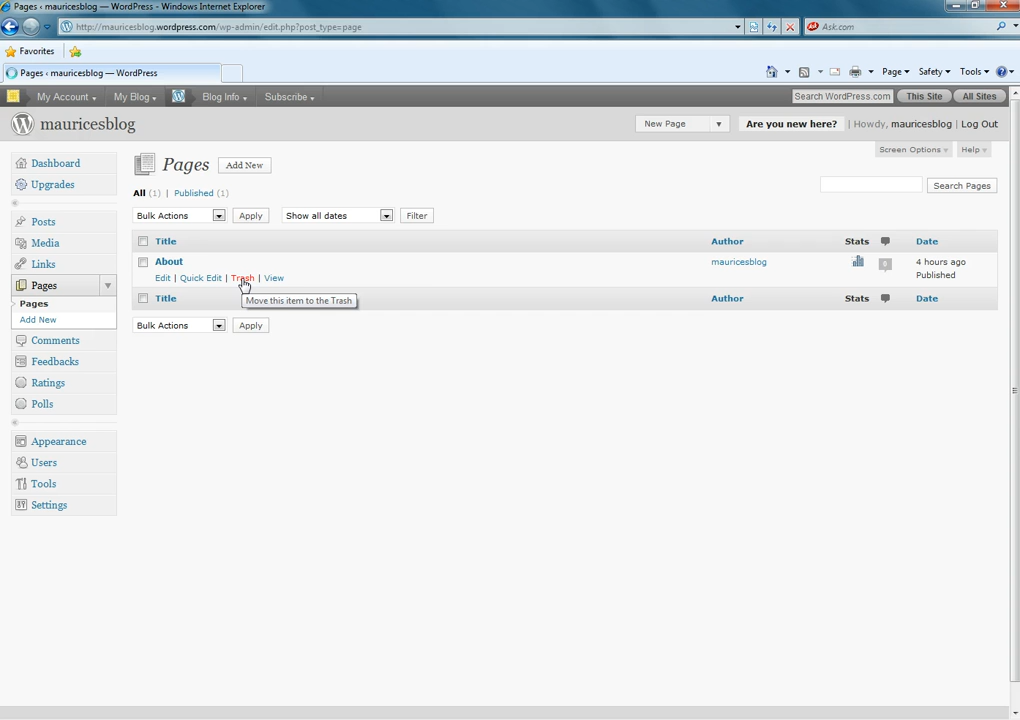 Pages ‹ mauricesblog — WordPress - Windows Internet Explorer
http://mauricesblog.wordpress.com/wp-admin/edit.php?post_type=page
Ask.com
Favorites
Pages ‹ mauricesblog — WordPress
Page Safety Tools
My Account My Blog Blog Info Subscribe Search WordPress.com This Site All Sites
mauricesblog New Page Are you new here? | Howdy, mauricesblog | Log Out
Screen Options Help
Dashboard
Upgrades
Posts
Media
Links
Pages
Pages
Add New
Comments
Feedbacks
Ratings
Polls
Appearance
Users
Tools
Settings
Pages Add New
All (1) | Published (1)
Search Pages
Bulk Actions Apply Show all dates Filter
Title Author Stats Date
About mauricesblog 0 4 hours ago
Published
Edit | Quick Edit | Trash | View
Move this item to the Trash
Title Author Stats Date
Bulk Actions Apply